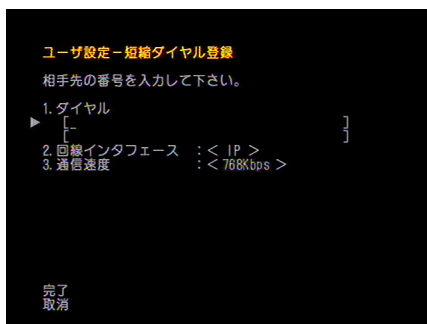 ユーザ設定－短縮ダイヤル登録
相手先の番号を入力して下さい。
1. ダイヤル
▶ [_ ]
[ ]
2. 回線インタフェース :< IP >
3. 通信速度 :< 768Kbps >
完了
取消